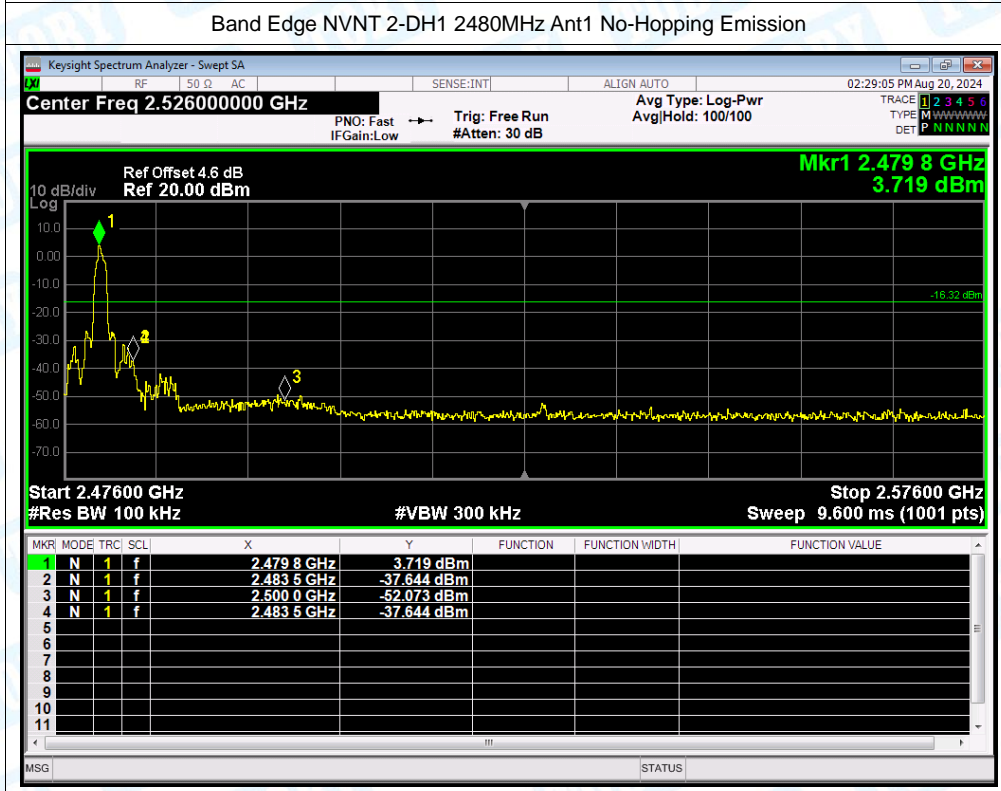 Band Edge NVNT 2-DH1 2480MHz Ant1 No-Hopping Emission
Keysight Spectrum Analyzer - Swept SA
LXI RF 50 Ω AC SENSE:INT ALIGN AUTO 02:29:05 PM Aug 20, 2024
Center Freq 2.526000000 GHz
PNO: Fast
IFGain:Low
Trig: Free Run
#Atten: 30 dB
Avg Type: Log-Pwr
Avg|Hold: 100/100
TRACE 1 2 3 4 5 6
TYPE M WWWWW
DET P N N N N N
Mkr1 2.479 8 GHz
3.719 dBm
Ref Offset 4.6 dB
10 dB/div Ref 20.00 dBm
Log
10.0
0.00
-10.0
-20.0
-30.0
-40.0
-50.0
-60.0
-70.0
1
2
3
-16.32 dBm
Start 2.47600 GHz Stop 2.57600 GHz
#Res BW 100 kHz #VBW 300 kHz Sweep 9.600 ms (1001 pts)
MKR MODE TRC SCL X Y FUNCTION FUNCTION WIDTH FUNCTION VALUE
1 N 1 f 2.479 8 GHz 3.719 dBm
2 N 1 f 2.483 5 GHz -37.644 dBm
3 N 1 f 2.500 0 GHz -52.073 dBm
4 N 1 f 2.483 5 GHz -37.644 dBm
5
6
7
8
9
10
11
MSG STATUS